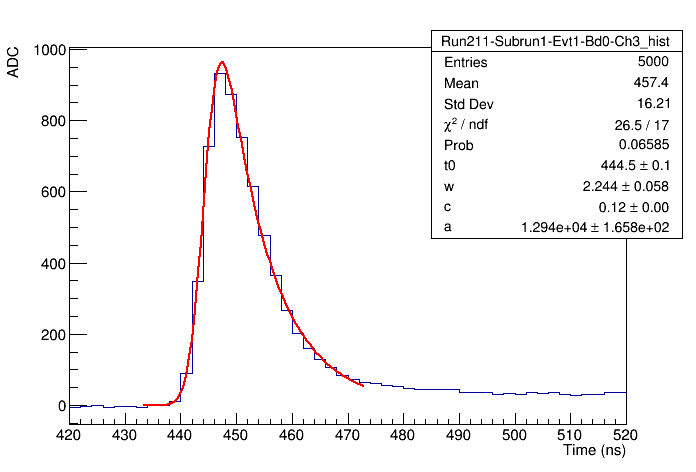 Run211-Subrun1-Evt1-Bd0-Ch3_hist
Entries 5000
Mean 457.4
Std Dev 16.21
χ² / ndf 26.5 / 17
Prob 0.06585
t0 444.5 ± 0.1
w 2.244 ± 0.058
c 0.12 ± 0.00
a 1.294e+04 ± 1.658e+02
ADC
1000
800
600
400
200
0
420 430 440 450 460 470 480 490 500 510 520
Time (ns)